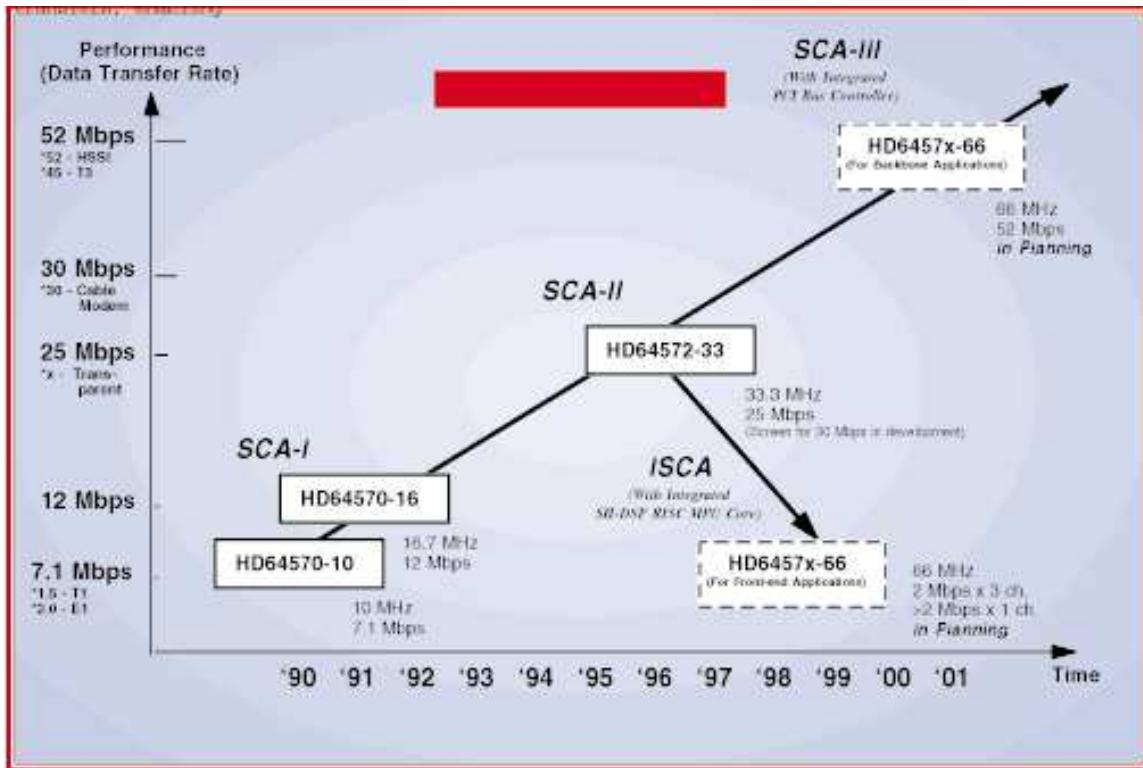 Performance
(Data Transfer Rate)
SCA-III
(With Integrated
PCI Bus Controller)
52 Mbps
*52 - HSSI
*45 - T3
HD6457x-66
(For Backbone Applications)
66 MHz
52 Mbps
in Planning
30 Mbps
*30 - Cable
Modem
SCA-II
25 Mbps
*x - Trans-
parent
HD64572-33
33.3 MHz
25 Mbps
(Screen for 30 Mbps in development)
SCA-I
ISCA
(With Integrated
SH-DSP RISC MPU Core)
12 Mbps
HD64570-16
16.7 MHz
12 Mbps
7.1 Mbps
*1.5 - T1
*2.0 - E1
HD64570-10
10 MHz
7.1 Mbps
HD6457x-66
(For Front-end Applications)
66 MHz
2 Mbps x 3 ch.
>2 Mbps x 1 ch.
in Planning
'90 '91 '92 '93 '94 '95 '96 '97 '98 '99 '00 '01 Time